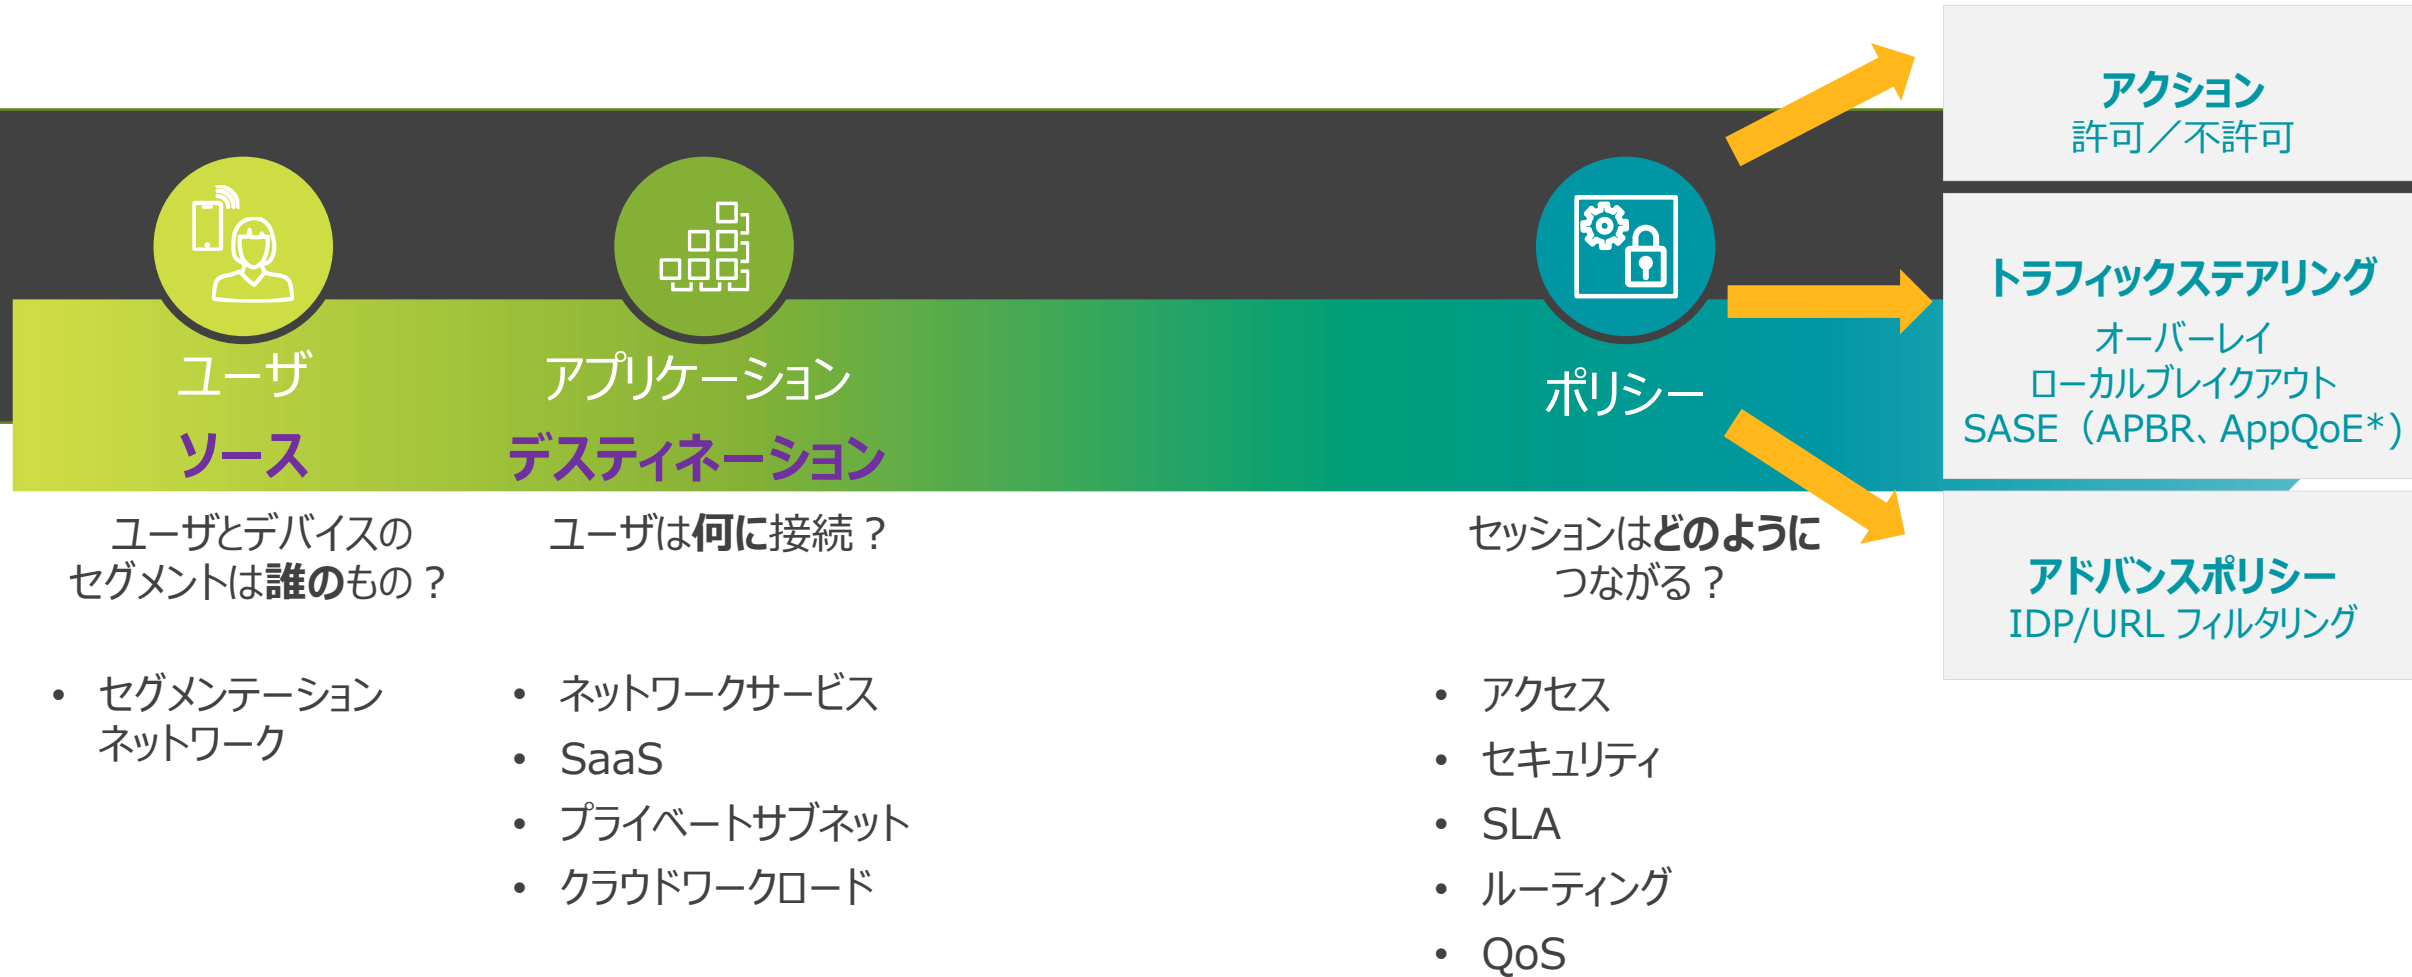 ユーザ
ソース
ユーザとデバイスの
セグメントは誰のもの？
• セグメンテーション
ネットワーク
アプリケーション
デスティネーション
ユーザは何に接続？
• ネットワークサービス
• SaaS
• プライベートサブネット
• クラウドワークロード
ポリシー
セッションはどのように
つながる？
• アクセス
• セキュリティ
• SLA
• ルーティング
• QoS
アクション
許可／不許可
トラフィックステアリング
オーバーレイ
ローカルブレイクアウト
SASE（APBR、AppQoE*）
アドバンスポリシー
IDP/URL フィルタリング